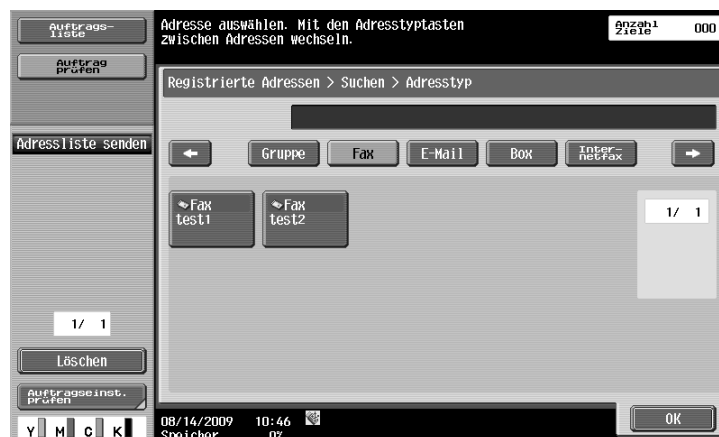 Auftrags-
liste
Auftrag
prüfen
Adressliste senden
1/ 1
Löschen
Auftragseinst.
prüfen
Y M C K
Adresse auswählen. Mit den Adresstyptasten
zwischen Adressen wechseln.
Anzahl
Ziele 000
Registrierte Adressen > Suchen > Adresstyp
Gruppe Fax E-Mail Box Inter-
netfax
Fax
test1
Fax
test2
1/ 1
08/14/2009 10:46
Speicher 0%
OK